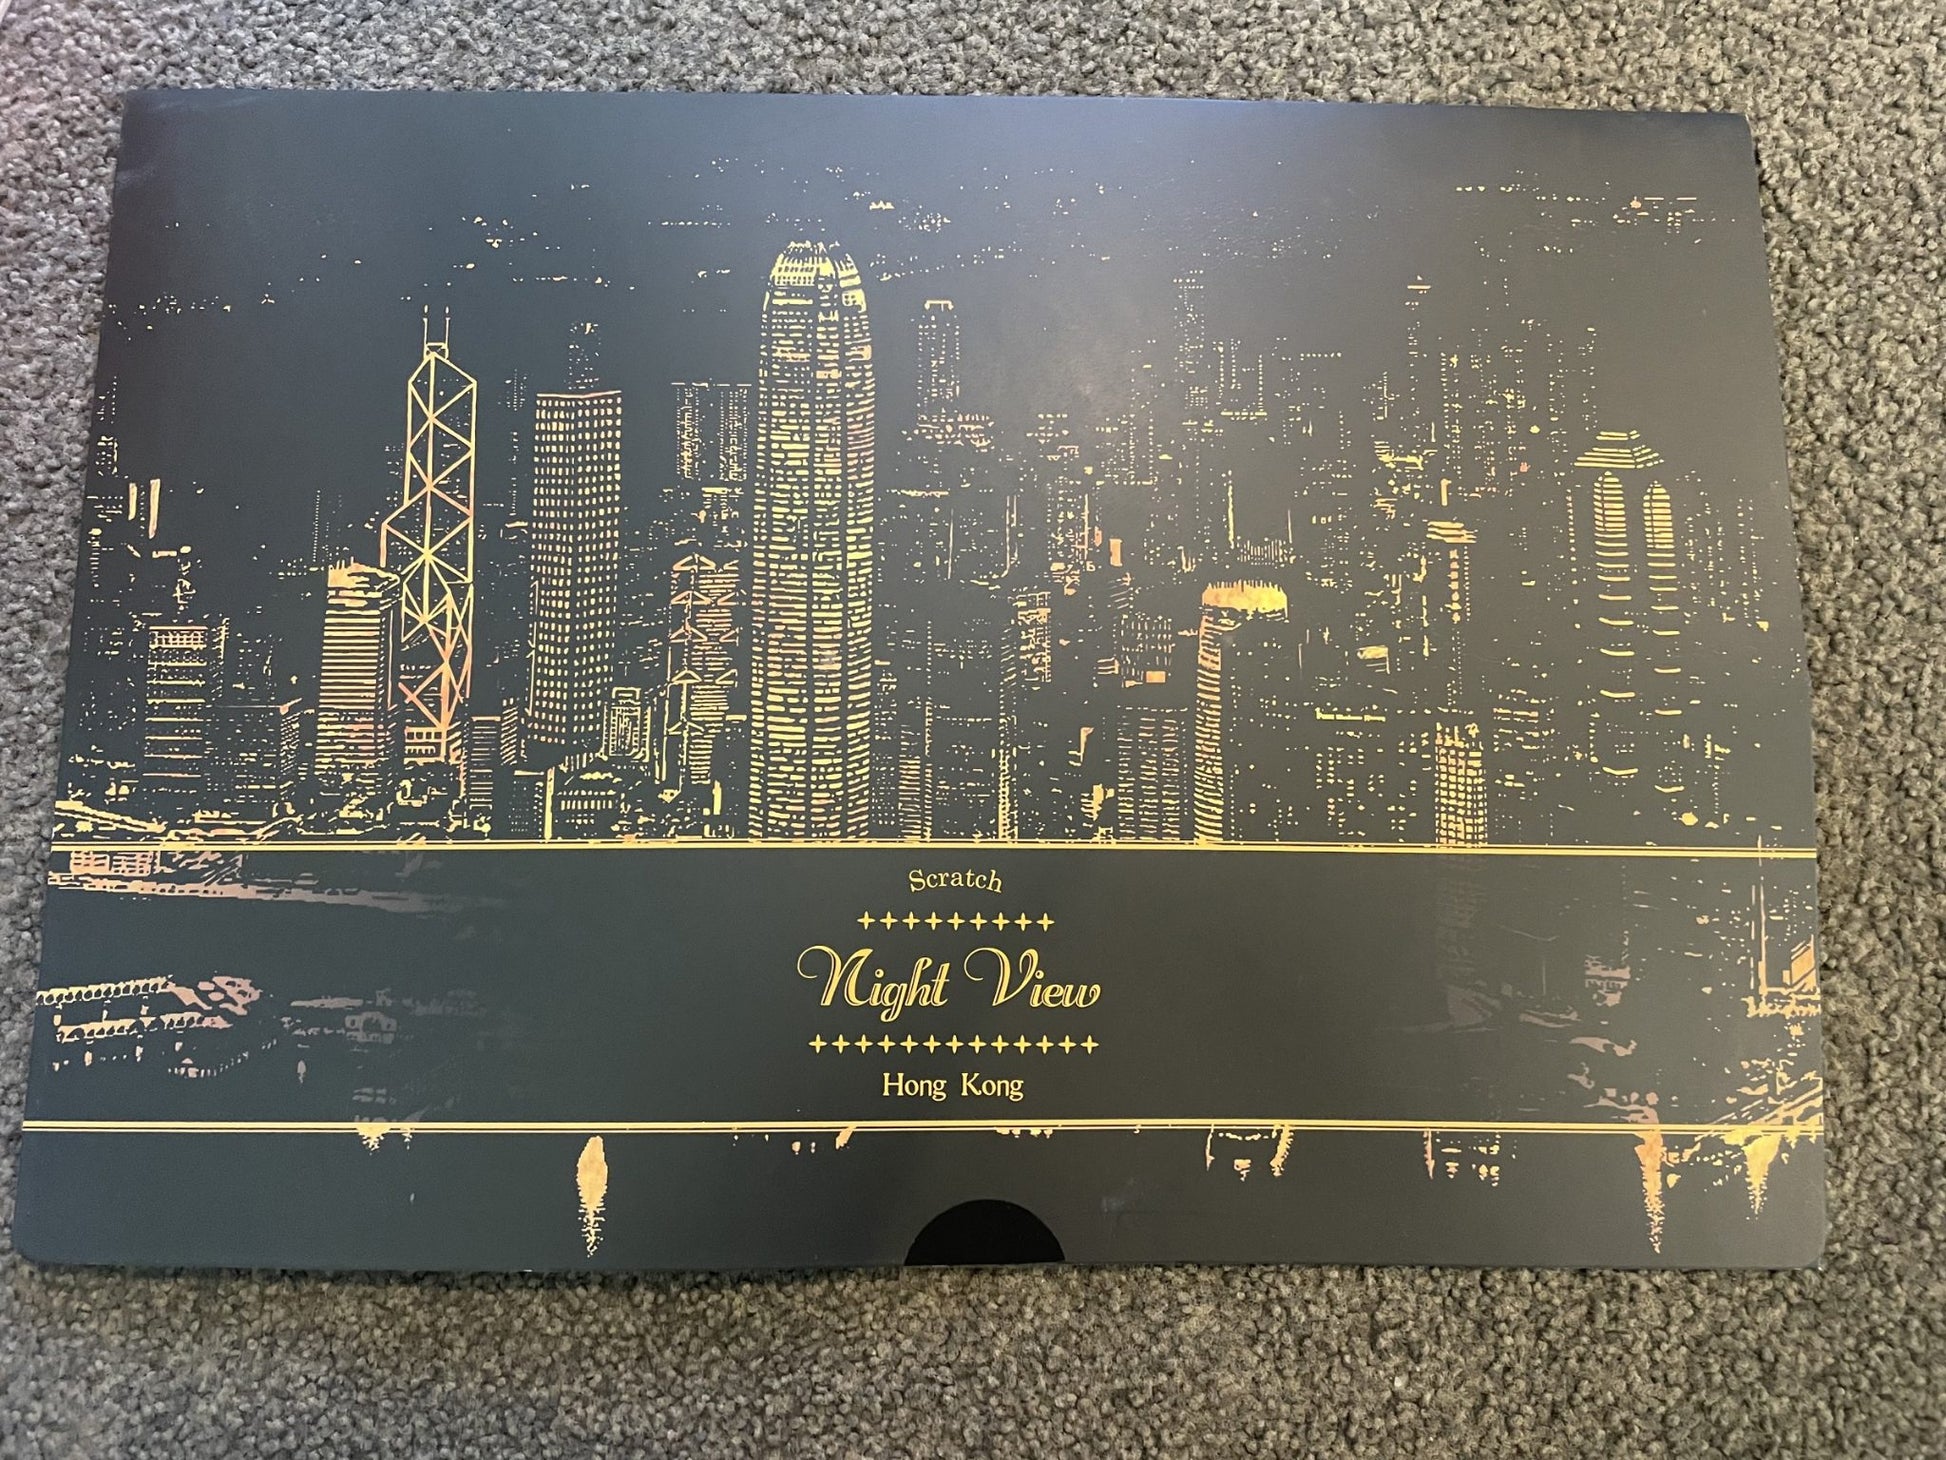 Scratch
Night View
Hong Kong